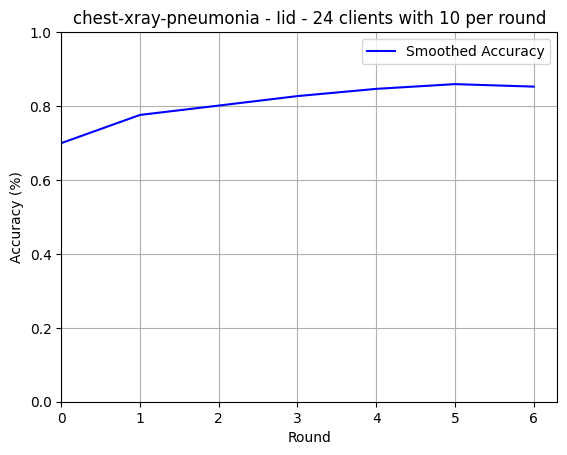 chest-xray-pneumonia - Iid - 24 clients with 10 per round
Smoothed Accuracy
Accuracy (%)
1.0
0.8
0.6
0.4
0.2
0.0
0 1 2 3 4 5 6
Round